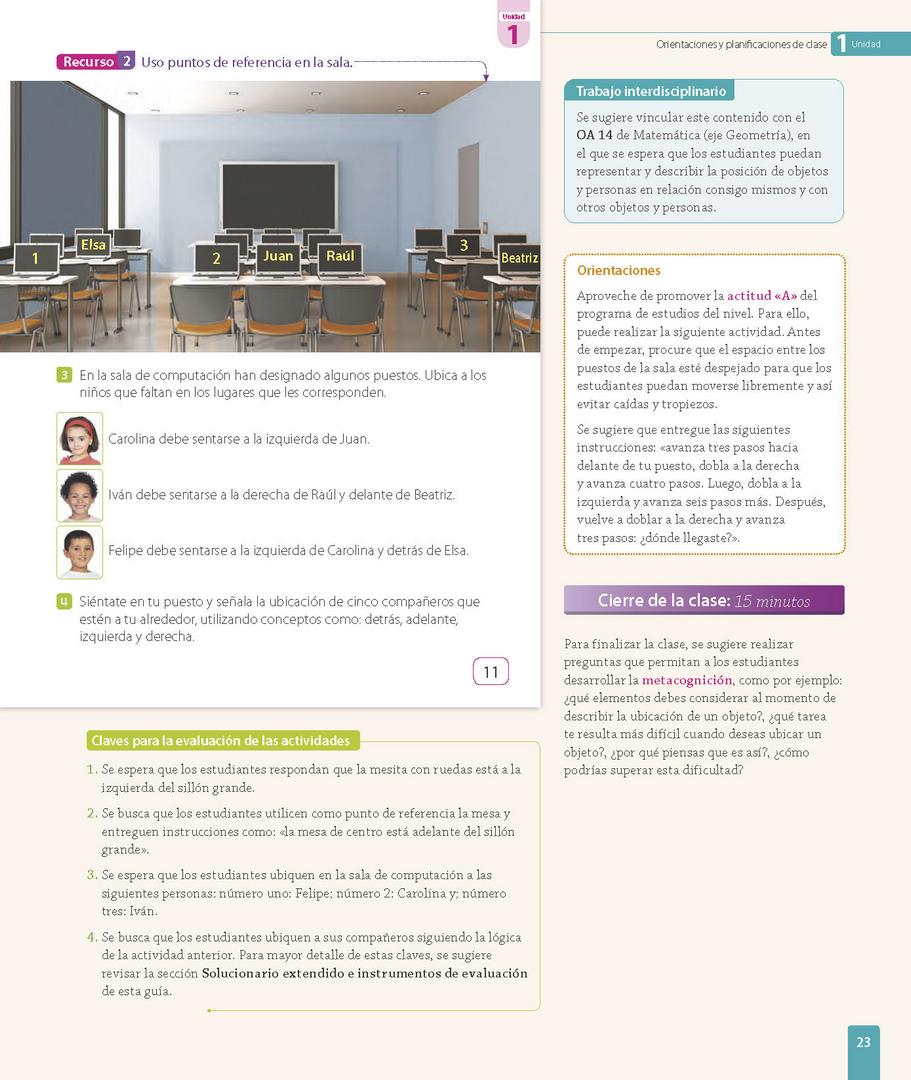 Unidad
1
Recurso 2 Uso puntos de referencia en la sala.
1
Elsa
2
Juan
Raúl
3
Beatriz
3 En la sala de computación han designado algunos puestos. Ubica a los
niños que faltan en los lugares que les corresponden.
Carolina debe sentarse a la izquierda de Juan.
Iván debe sentarse a la derecha de Raúl y delante de Beatriz.
Felipe debe sentarse a la izquierda de Carolina y detrás de Elsa.
4 Siéntate en tu puesto y señala la ubicación de cinco compañeros que
estén a tu alrededor, utilizando conceptos como: detrás, adelante,
izquierda y derecha.
11
Claves para la evaluación de las actividades
1. Se espera que los estudiantes respondan que la mesita con ruedas está a la
izquierda del sillón grande.
2. Se busca que los estudiantes utilicen como punto de referencia la mesa y
entreguen instrucciones como: «la mesa de centro está adelante del sillón
grande».
3. Se espera que los estudiantes ubiquen en la sala de computación a las
siguientes personas: número uno: Felipe; número 2: Carolina y; número
tres: Iván.
4. Se busca que los estudiantes ubiquen a sus compañeros siguiendo la lógica
de la actividad anterior. Para mayor detalle de estas claves, se sugiere
revisar la sección Solucionario extendido e instrumentos de evaluación
de esta guía.
Orientaciones y planificaciones de clase 1 Unidad
Trabajo interdisciplinario
Se sugiere vincular este contenido con el
OA 14 de Matemática (eje Geometría), en
el que se espera que los estudiantes puedan
representar y describir la posición de objetos
y personas en relación consigo mismos y con
otros objetos y personas.
Orientaciones
Aproveche de promover la actitud «A» del
programa de estudios del nivel. Para ello,
puede realizar la siguiente actividad. Antes
de empezar, procure que el espacio entre los
puestos de la sala esté despejado para que los
estudiantes puedan moverse libremente y así
evitar caídas y tropiezos.
Se sugiere que entregue las siguientes
instrucciones: «avanza tres pasos hacia
delante de tu puesto, dobla a la derecha
y avanza cuatro pasos. Luego, dobla a la
izquierda y avanza seis pasos más. Después,
vuelve a doblar a la derecha y avanza
tres pasos: ¿dónde llegaste?».
Cierre de la clase: 15 minutos
Para finalizar la clase, se sugiere realizar
preguntas que permitan a los estudiantes
desarrollar la metacognición, como por ejemplo:
¿qué elementos debes considerar al momento de
describir la ubicación de un objeto?, ¿qué tarea
te resulta más difícil cuando deseas ubicar un
objeto?, ¿por qué piensas que es así?, ¿cómo
podrías superar esta dificultad?
23